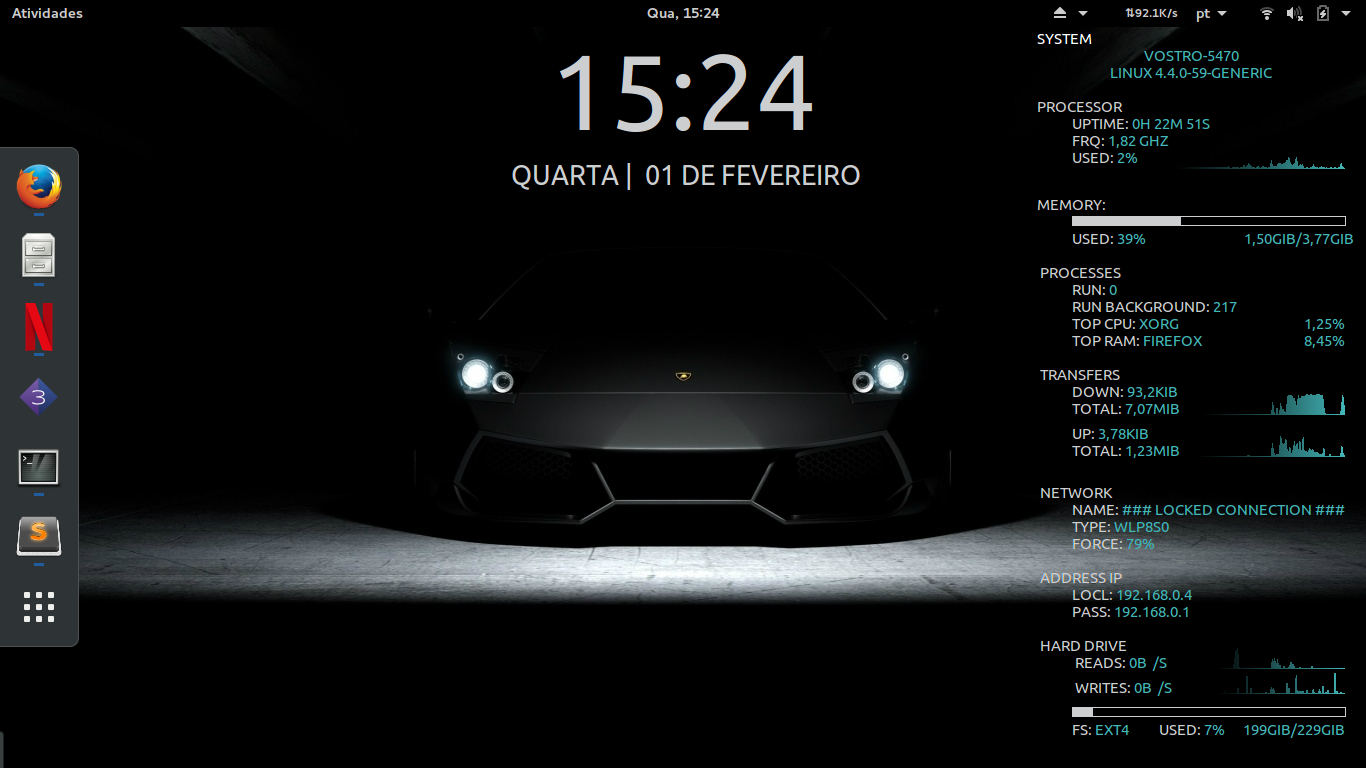 Atividades
Qua, 15:24
⇅92.1K/s
pt
15:24
QUARTA | 01 DE FEVEREIRO
N
3
>_
S
SYSTEM
VOSTRO-5470
LINUX 4.4.0-59-GENERIC
PROCESSOR
UPTIME: 0H 22M 51S
FRQ: 1,82 GHZ
USED: 2%
MEMORY:
USED: 39% 1,50GIB/3,77GIB
PROCESSES
RUN: 0
RUN BACKGROUND: 217
TOP CPU: XORG 1,25%
TOP RAM: FIREFOX 8,45%
TRANSFERS
DOWN: 93,2KIB
TOTAL: 7,07MIB
UP: 3,78KIB
TOTAL: 1,23MIB
NETWORK
NAME: ### LOCKED CONNECTION ###
TYPE: WLP8S0
FORCE: 79%
ADDRESS IP
LOCL: 192.168.0.4
PASS: 192.168.0.1
HARD DRIVE
READS: 0B /S
WRITES: 0B /S
FS: EXT4 USED: 7% 199GIB/229GIB